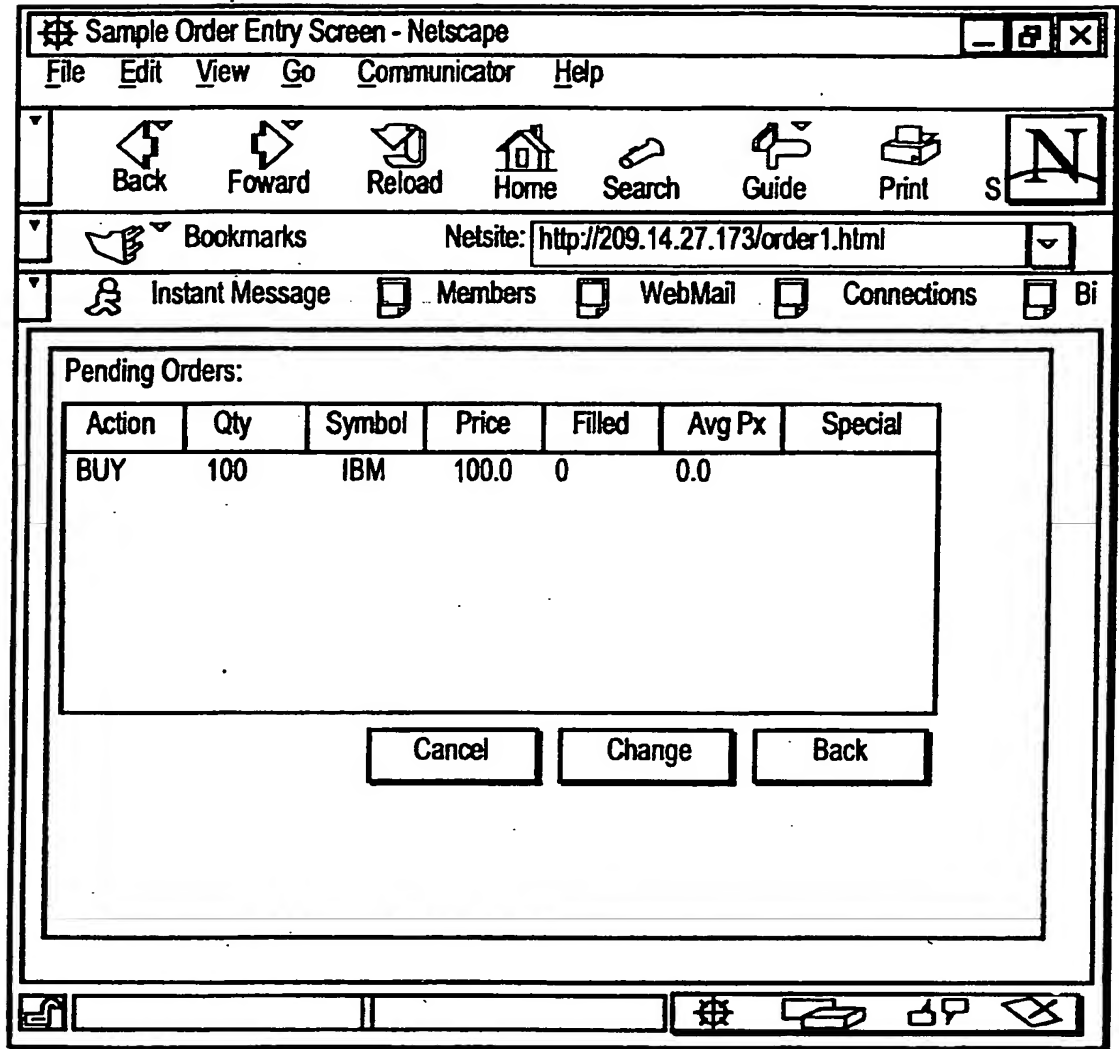 Sample Order Entry Screen - Netscape
File Edit View Go Communicator Help
Back Foward Reload Home Search Guide Print S N
Bookmarks Netsite: http://209.14.27.173/order1.html
Instant Message Members WebMail Connections Bi
Pending Orders:
Action Qty Symbol Price Filled Avg Px Special
BUY 100 IBM 100.0 0 0.0
Cancel Change Back